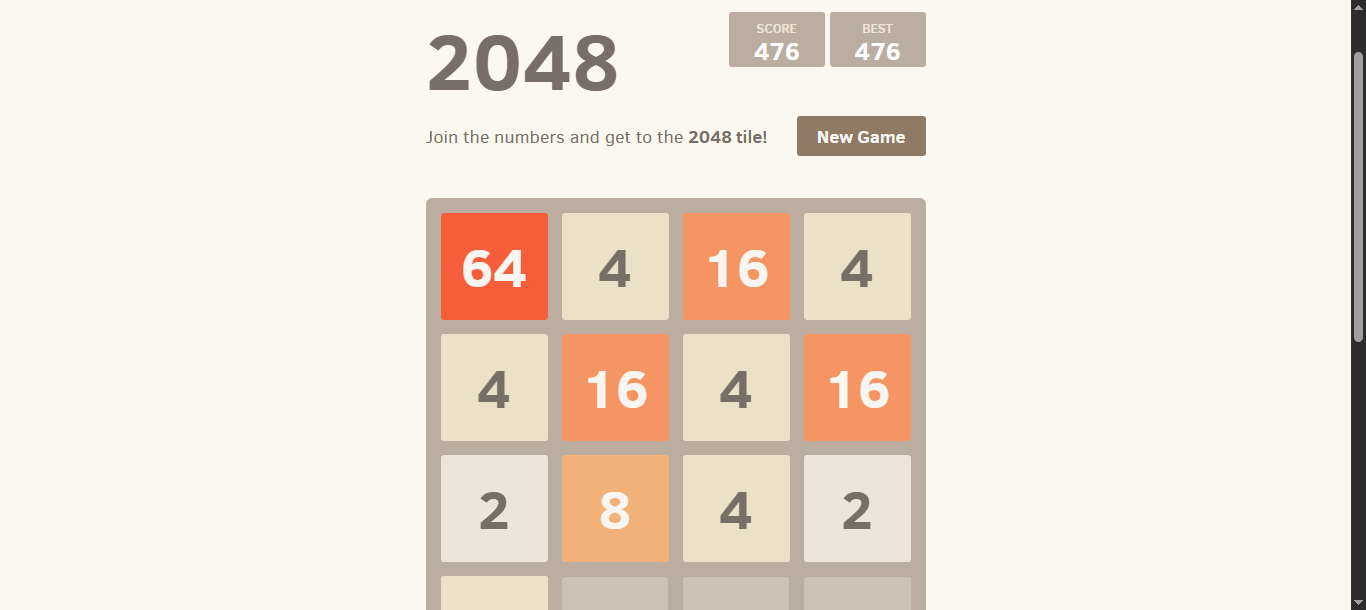 2048
SCORE
476
BEST
476
Join the numbers and get to the 2048 tile!
New Game
64 4 16 4
4 16 4 16
2 8 4 2